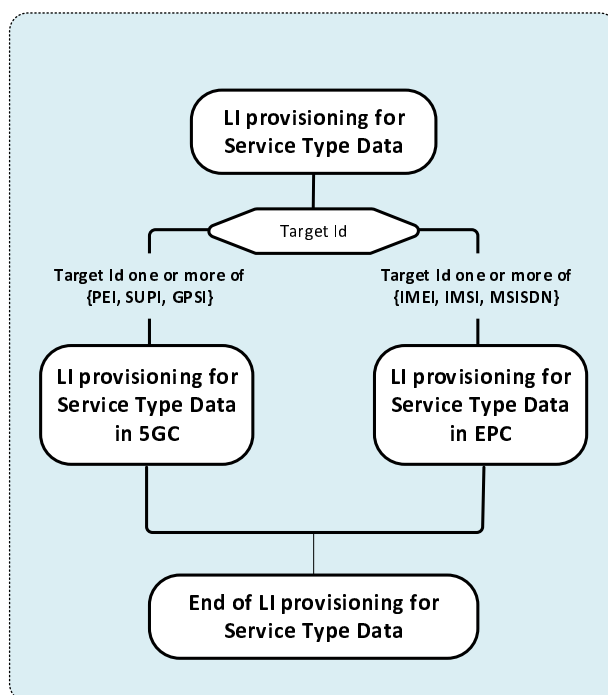 LI provisioning for
Service Type Data
Target Id
Target Id one or more of
{PEI, SUPI, GPSI}
Target Id one or more of
{IMEI, IMSI, MSISDN}
LI provisioning for
Service Type Data
in 5GC
LI provisioning for
Service Type Data
in EPC
End of LI provisioning for
Service Type Data